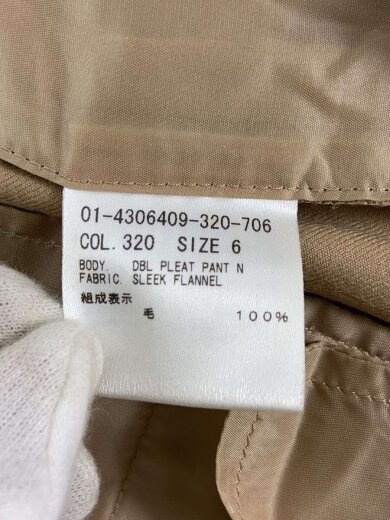 01-4306409-320-706
COL. 320 SIZE 6
BODY. DBL PLEAT PANT N
FABRIC. SLEEK FLANNEL
組成表示
毛 100%